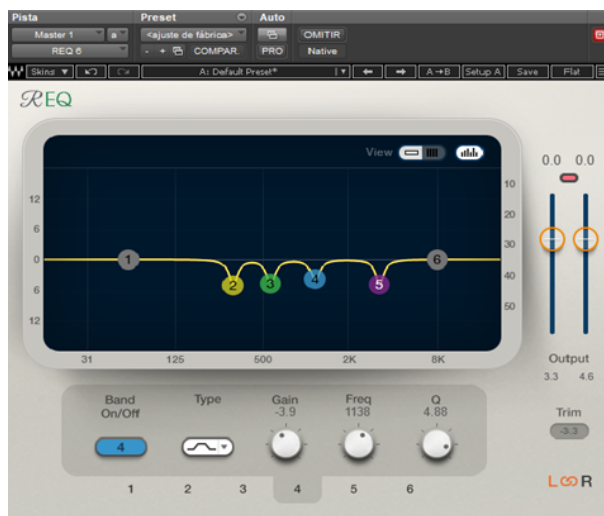 Pista Preset Auto
Master 1 a <ajuste de fábrica> OMITIR
REQ 6 - + COMPAR. PRO Native
Skins A: Default Preset* A→B Setup A Save Flat
REQ
View
0.0 0.0
12 6 0 6 12
10 20 30 40 50
1 2 3 4 5 6
31 125 500 2K 8K
Output
3.3 4.6
Band On/Off Type Gain Freq Q
-3.9 1138 4.88
4
Trim
-3.3
1 2 3 4 5 6
L R